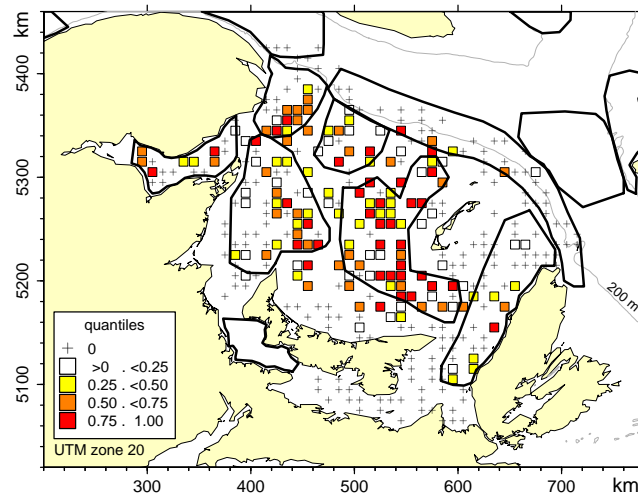 km
5400
5300
5200
5100
200 m
quantiles
0
>0 . <0.25
0.25 . <0.50
0.50 . <0.75
0.75 . 1.00
UTM zone 20
300 400 500 600 700 km